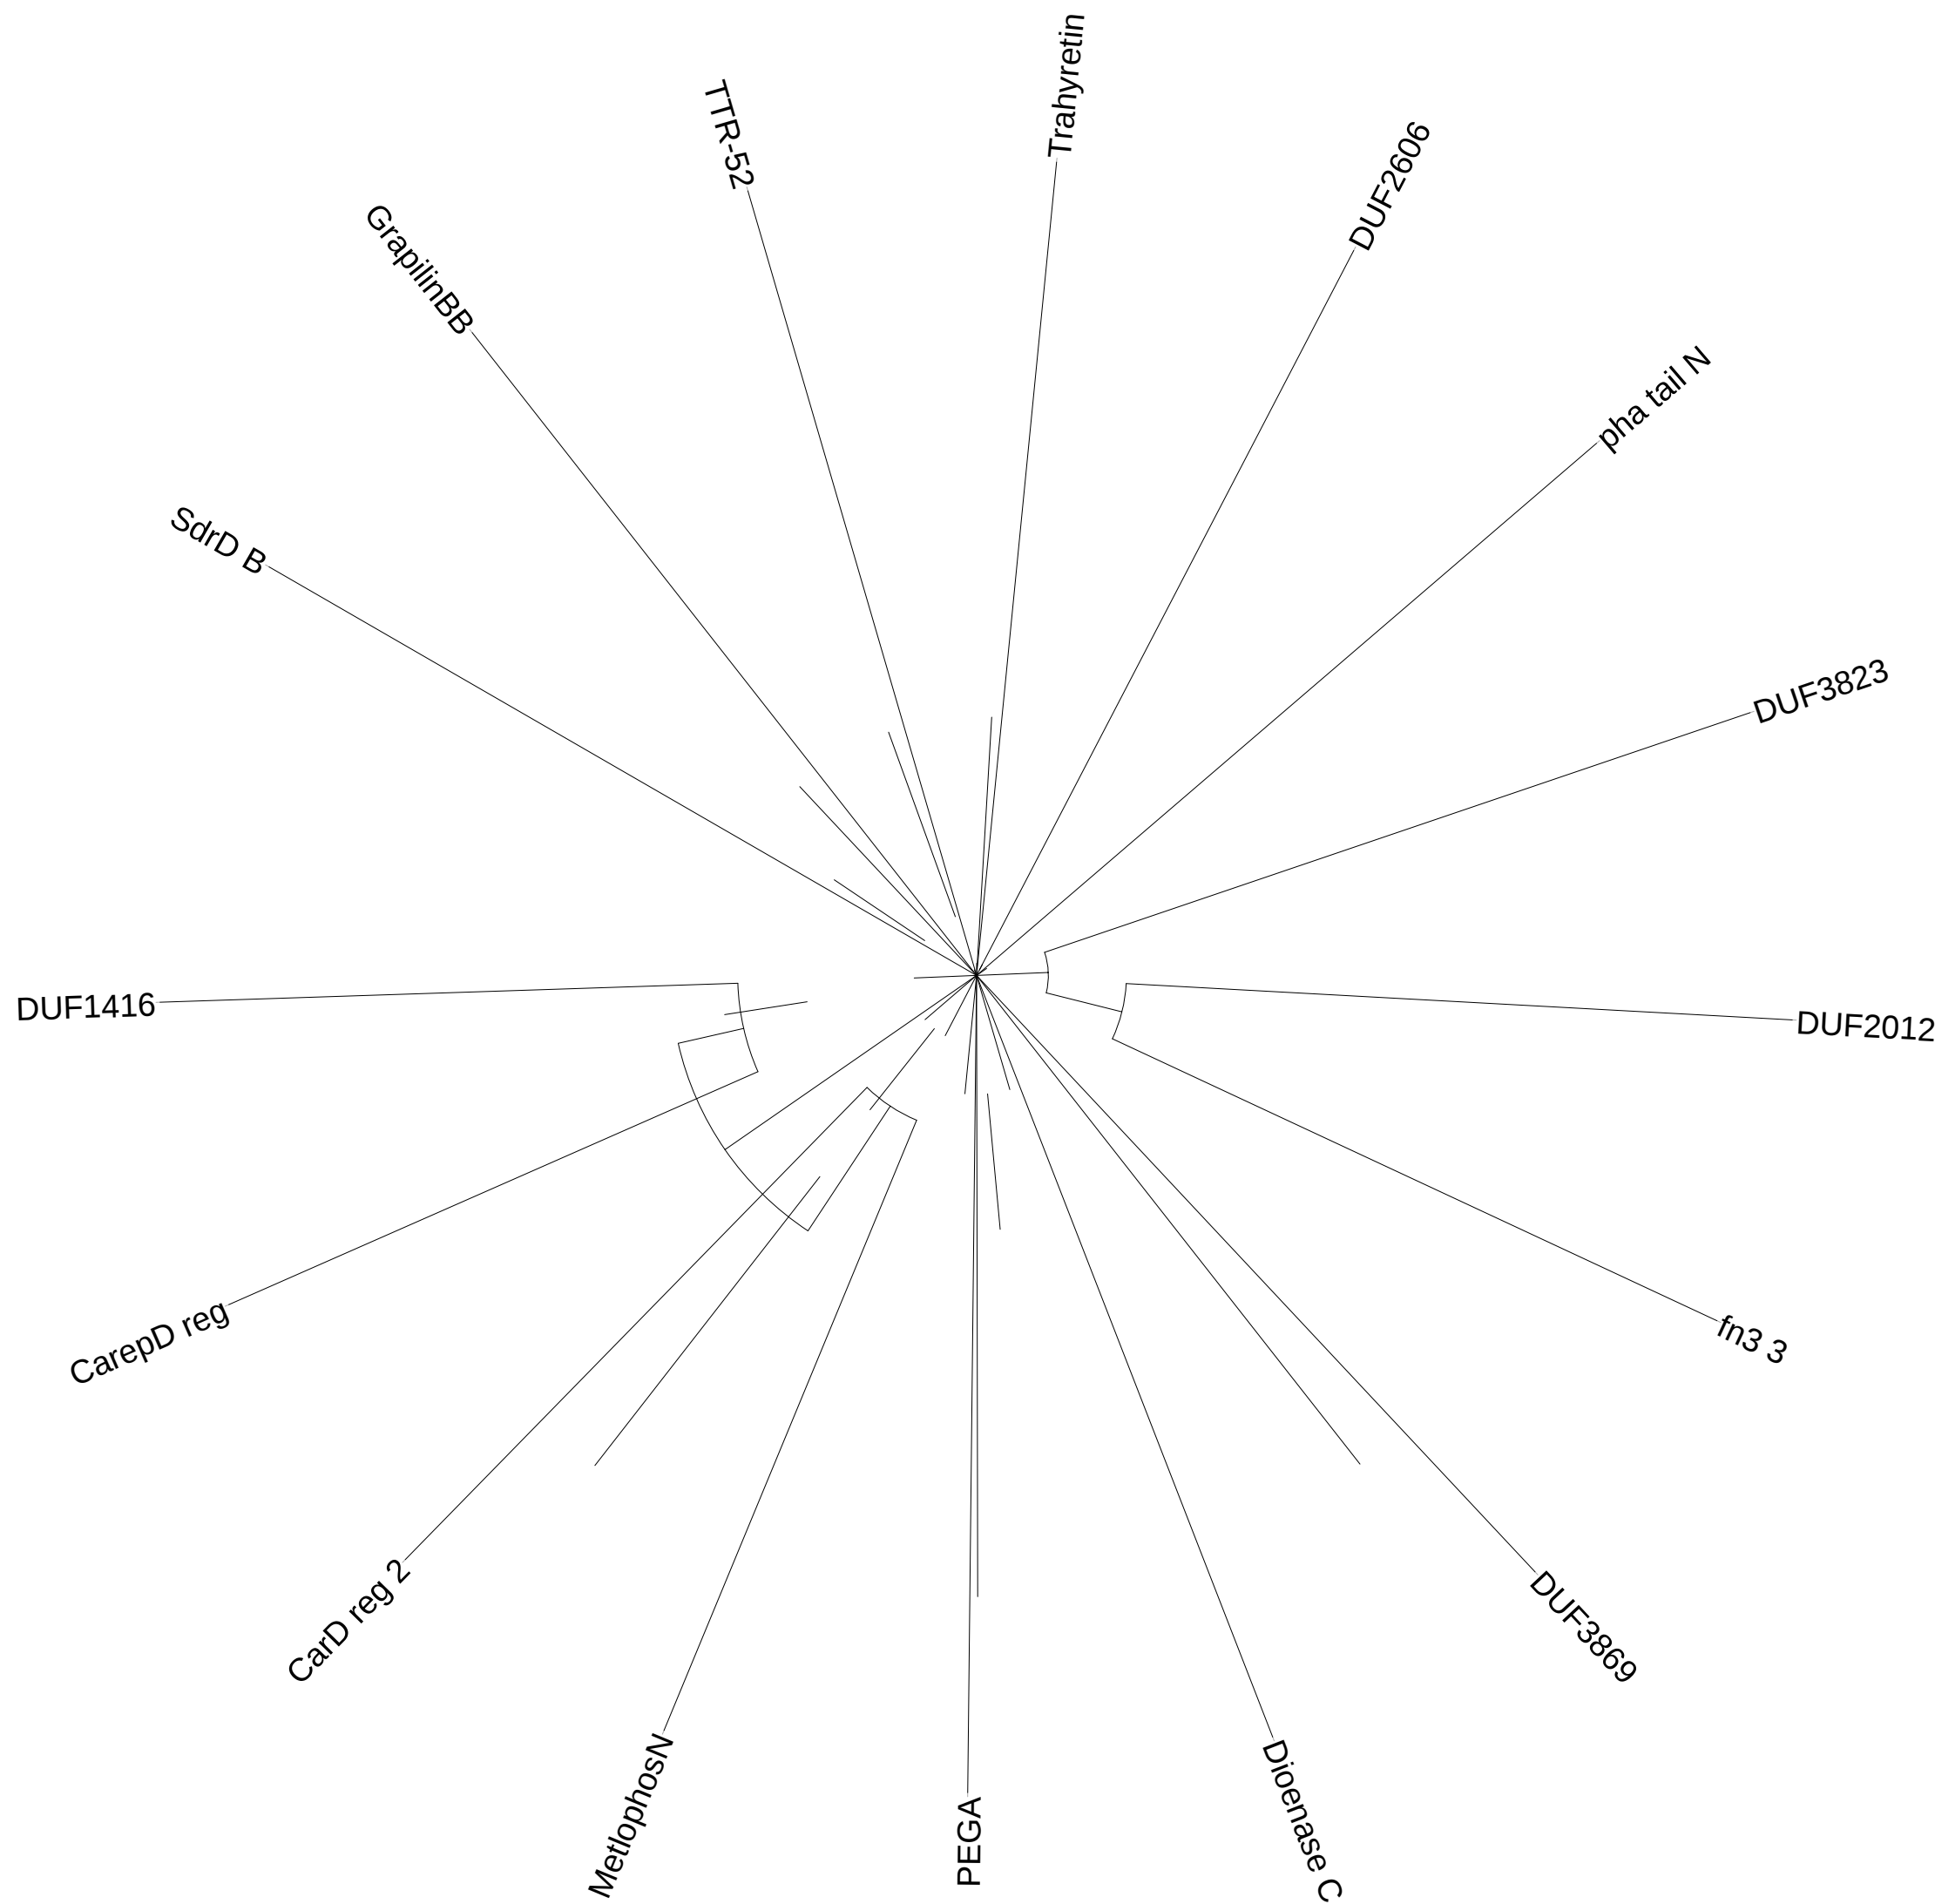 Trahyretin
TTR-52
DUF2606
GrapilinBB
pha tail N
SdrD B
DUF3823
DUF1416
DUF2012
CarepD reg
fn3 3
CarD reg 2
DUF3869
MetlophosN
PEGA
Dioenase C